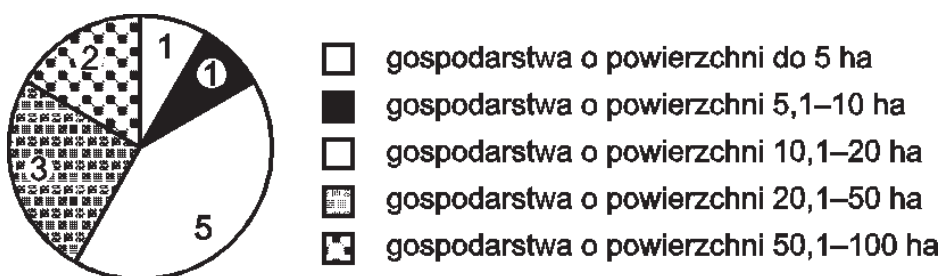 1
1
2
3
5
gospodarstwa o powierzchni do 5 ha
gospodarstwa o powierzchni 5,1–10 ha
gospodarstwa o powierzchni 10,1–20 ha
gospodarstwa o powierzchni 20,1–50 ha
gospodarstwa o powierzchni 50,1–100 ha